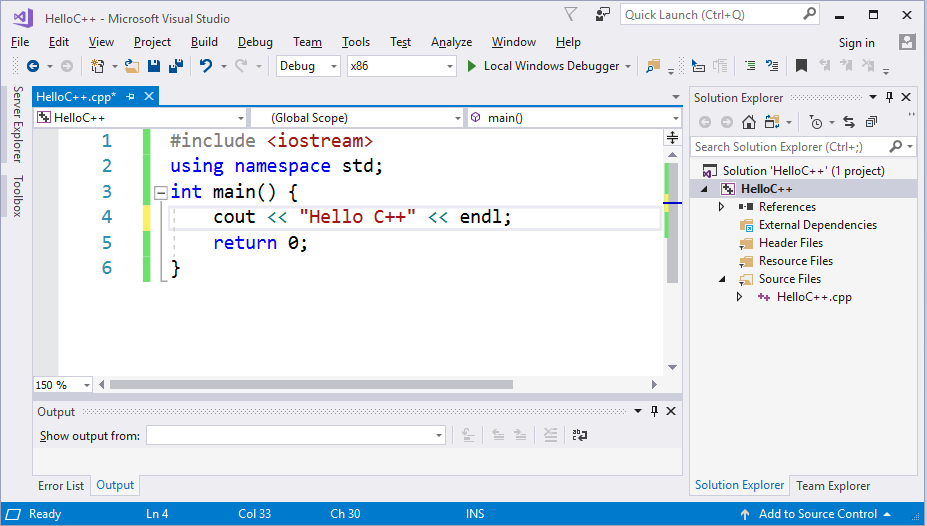 HelloC++ - Microsoft Visual Studio
Quick Launch (Ctrl+Q)
File Edit View Project Build Debug Team Tools Test Analyze Window Help
Sign in
Debug x86 Local Windows Debugger
Server Explorer
Toolbox
HelloC++.cpp*
HelloC++ (Global Scope) main()
1 #include <iostream>
2 using namespace std;
3 int main() {
4 cout << "Hello C++" << endl;
5 return 0;
6 }
150 %
Output
Show output from:
Error List Output
Solution Explorer
Search Solution Explorer (Ctrl+;)
Solution 'HelloC++' (1 project)
HelloC++
References
External Dependencies
Header Files
Resource Files
Source Files
HelloC++.cpp
Solution Explorer Team Explorer
Ready Ln 4 Col 33 Ch 30 INS Add to Source Control